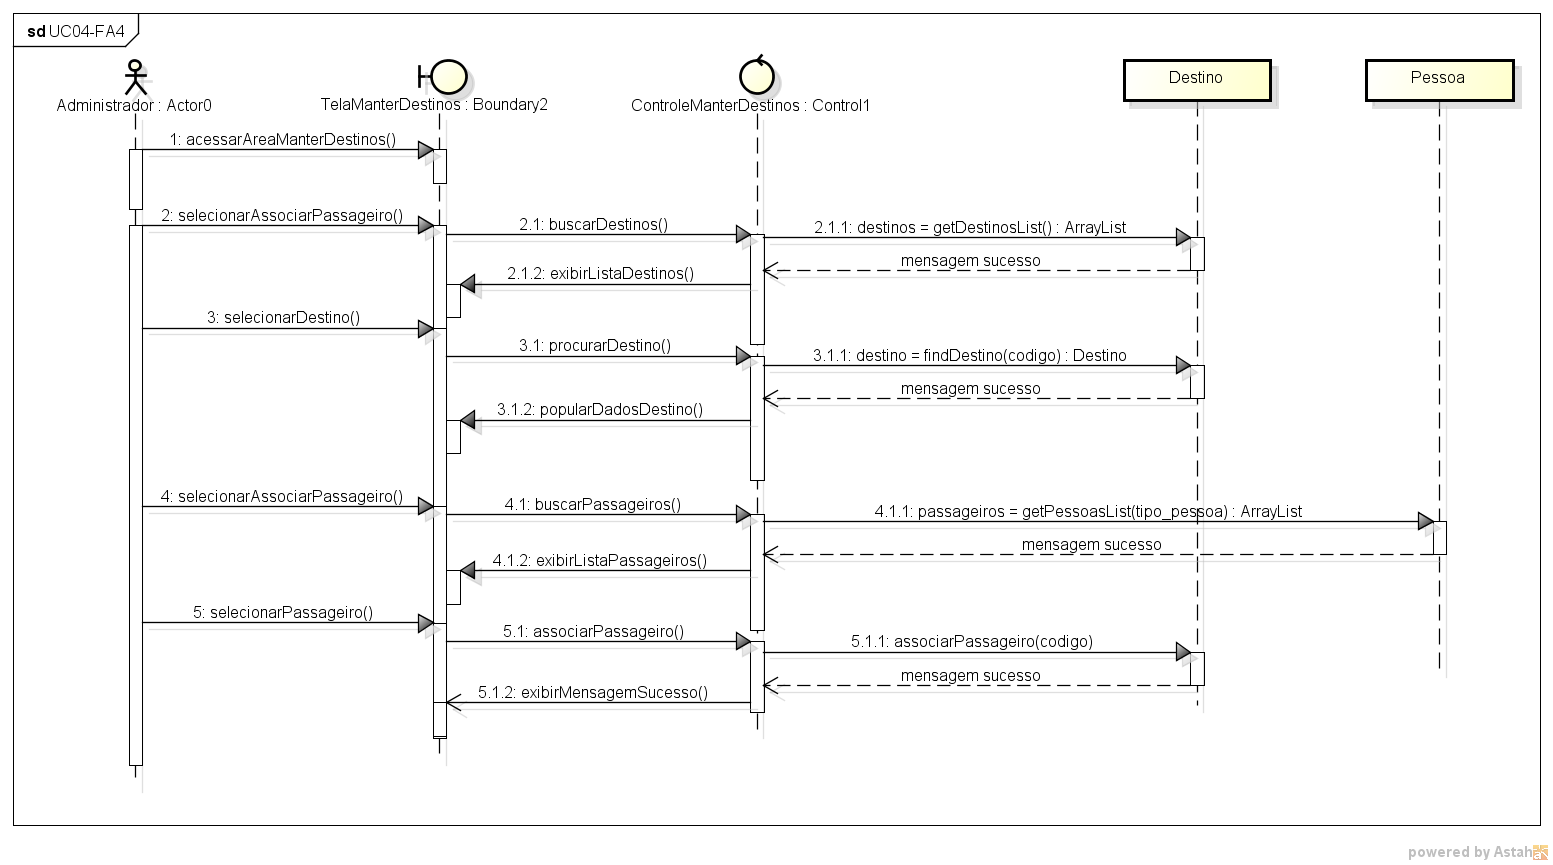 sd UC04-FA4
Administrador : Actor0
TelaManterDestinos : Boundary2
ControleManterDestinos : Control1
Destino
Pessoa
1: acessarAreaManterDestinos()
2: selecionarAssociarPassageiro()
2.1: buscarDestinos()
2.1.1: destinos = getDestinosList() : ArrayList
mensagem sucesso
2.1.2: exibirListaDestinos()
3: selecionarDestino()
3.1: procurarDestino()
3.1.1: destino = findDestino(codigo) : Destino
mensagem sucesso
3.1.2: popularDadosDestino()
4: selecionarAssociarPassageiro()
4.1: buscarPassageiros()
4.1.1: passageiros = getPessoasList(tipo_pessoa) : ArrayList
mensagem sucesso
4.1.2: exibirListaPassageiros()
5: selecionarPassageiro()
5.1: associarPassageiro()
5.1.1: associarPassageiro(codigo)
mensagem sucesso
5.1.2: exibirMensagemSucesso()
powered by Astah